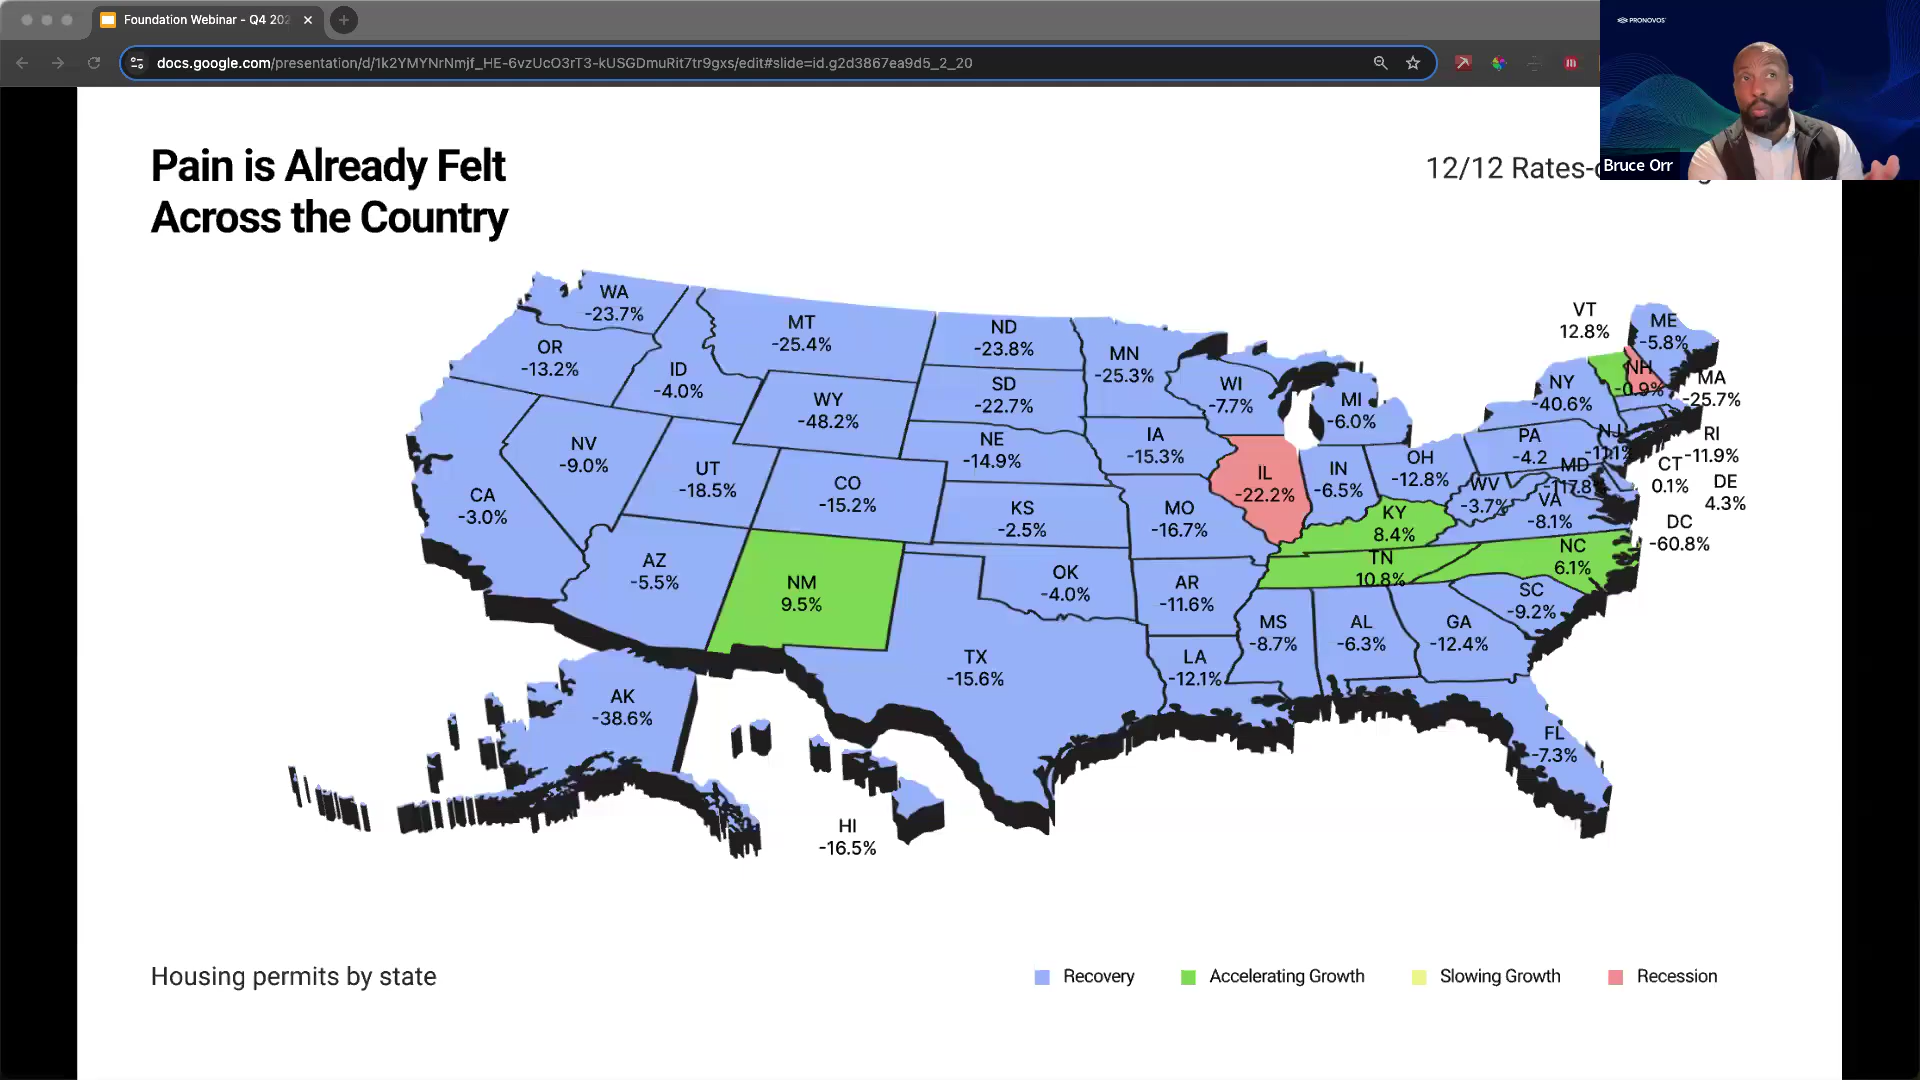 Foundation Webinar - Q4 202
docs.google.com/presentation/d/1k2YMYNrNmjf_HE-6vzUcO3rT3-kUSGDmuRit7tr9gxs/edit#slide=id.g2d3867ea9d5_2_20
PRONOVOS
Bruce Orr
Pain is Already Felt
Across the Country
12/12 Rates-
WA
-23.7%
OR
-13.2%
ID
-4.0%
MT
-25.4%
ND
-23.8%
MN
-25.3%
SD
-22.7%
WY
-48.2%
WI
-7.7%
MI
-6.0%
VT
12.8%
ME
-5.8%
NH
-0.9%
MA
-25.7%
NY
-40.6%
NV
-9.0%
UT
-18.5%
CO
-15.2%
NE
-14.9%
IA
-15.3%
IL
-22.2%
IN
-6.5%
OH
-12.8%
PA
-4.2
NJ
-11.1%
RI
-11.9%
CT
0.1%
DE
4.3%
MD
-117.8%
WV
-3.7%
VA
-8.1%
DC
-60.8%
CA
-3.0%
KS
-2.5%
MO
-16.7%
KY
8.4%
TN
10.8%
NC
6.1%
AZ
-5.5%
NM
9.5%
OK
-4.0%
AR
-11.6%
SC
-9.2%
MS
-8.7%
AL
-6.3%
GA
-12.4%
TX
-15.6%
LA
-12.1%
FL
-7.3%
AK
-38.6%
HI
-16.5%
Housing permits by state
Recovery
Accelerating Growth
Slowing Growth
Recession